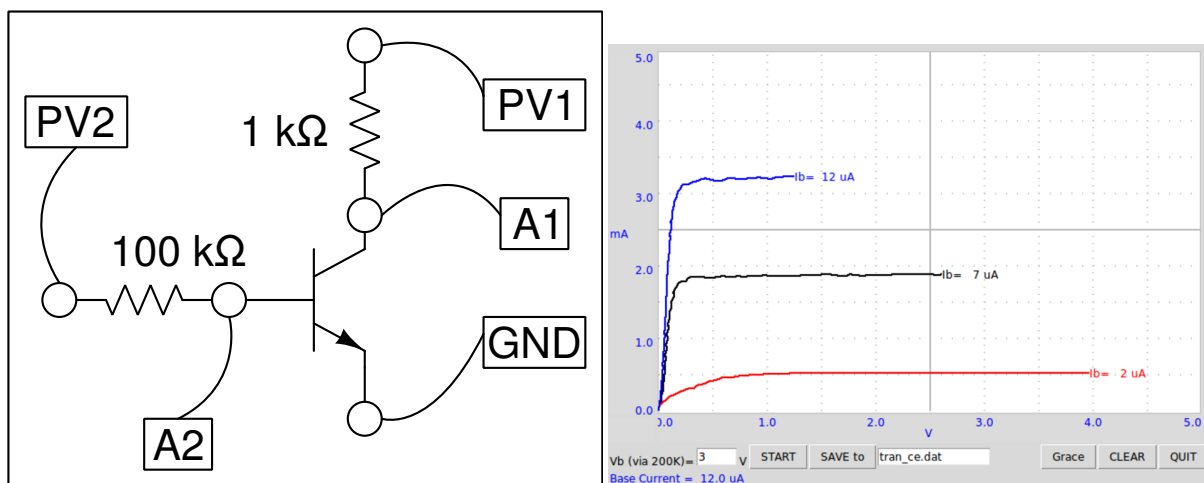 PV2
100 kΩ
A2
1 kΩ
PV1
A1
GND
5.0
4.0
3.0
mA
2.0
1.0
0.0
Ib= 12 uA
Ib= 7 uA
Ib= 2 uA
).0 1.0 2.0 3.0 4.0 5.0
V
Vb (via 200K)= 3 V START SAVE to tran_ce.dat Grace CLEAR QUIT
Base Current = 12.0 uA